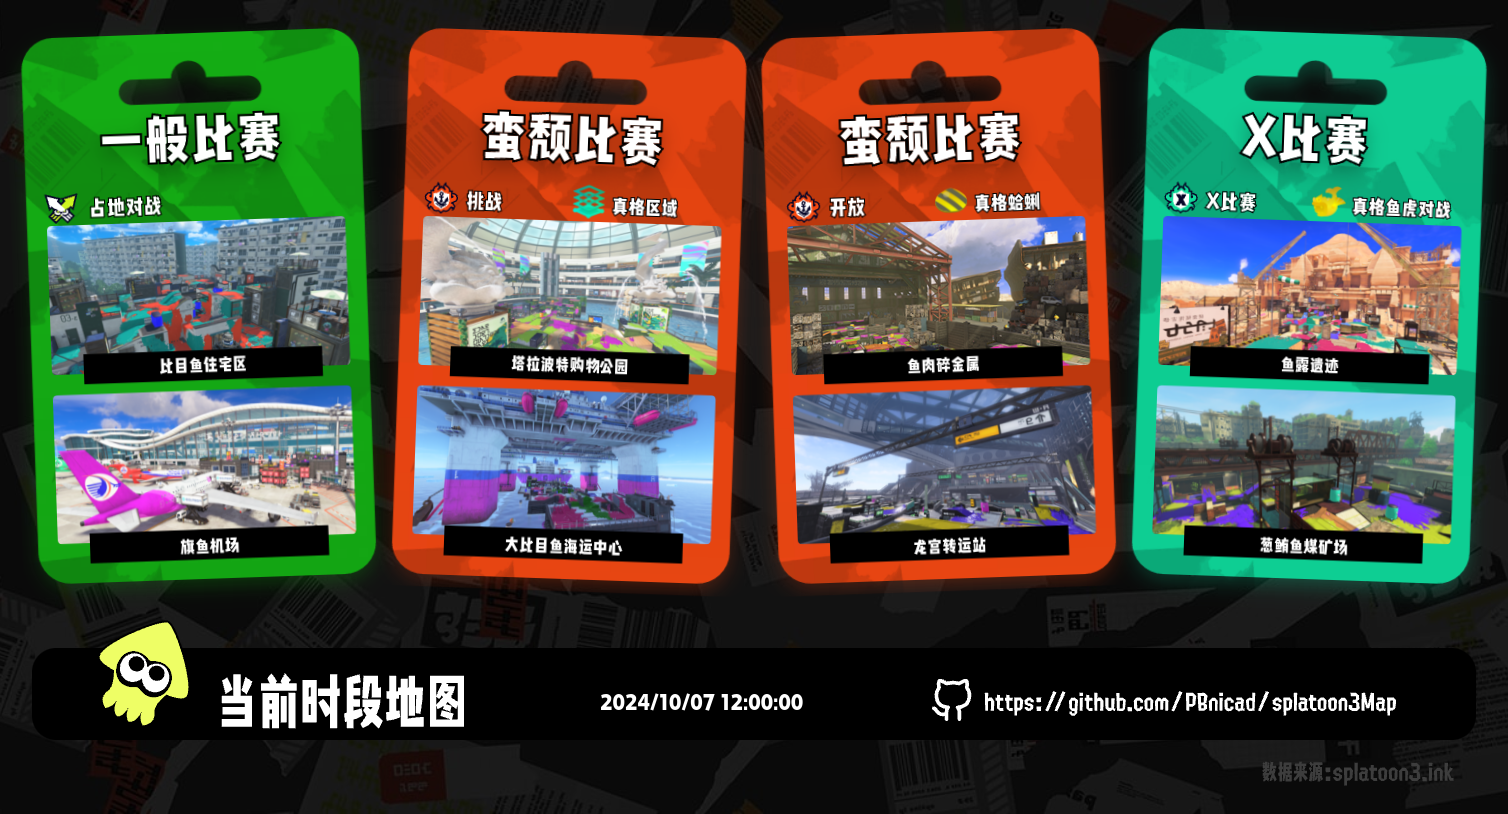 一般比赛
占地对战
比目鱼住宅区
旗鱼机场
蛮颓比赛
挑战
真格区域
塔拉波特购物公园
大比目鱼海运中心
蛮颓比赛
开放
真格蛤蜊
鱼肉碎金属
龙宫转运站
X比赛
X比赛
真格鱼虎对战
鱼露遗迹
葱鲔鱼煤矿场
当前时段地图
2024/10/07 12:00:00
https://github.com/PBnicad/splatoon3Map
数据来源:splatoon3.ink